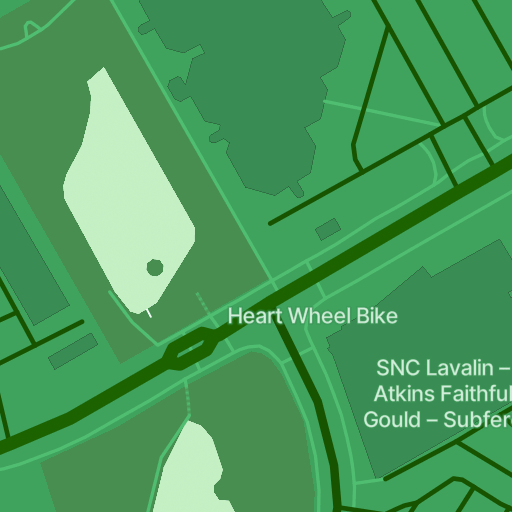 Heart Wheel Bike
SNC Lavalin –
Atkins Faithful
Gould – Subfer